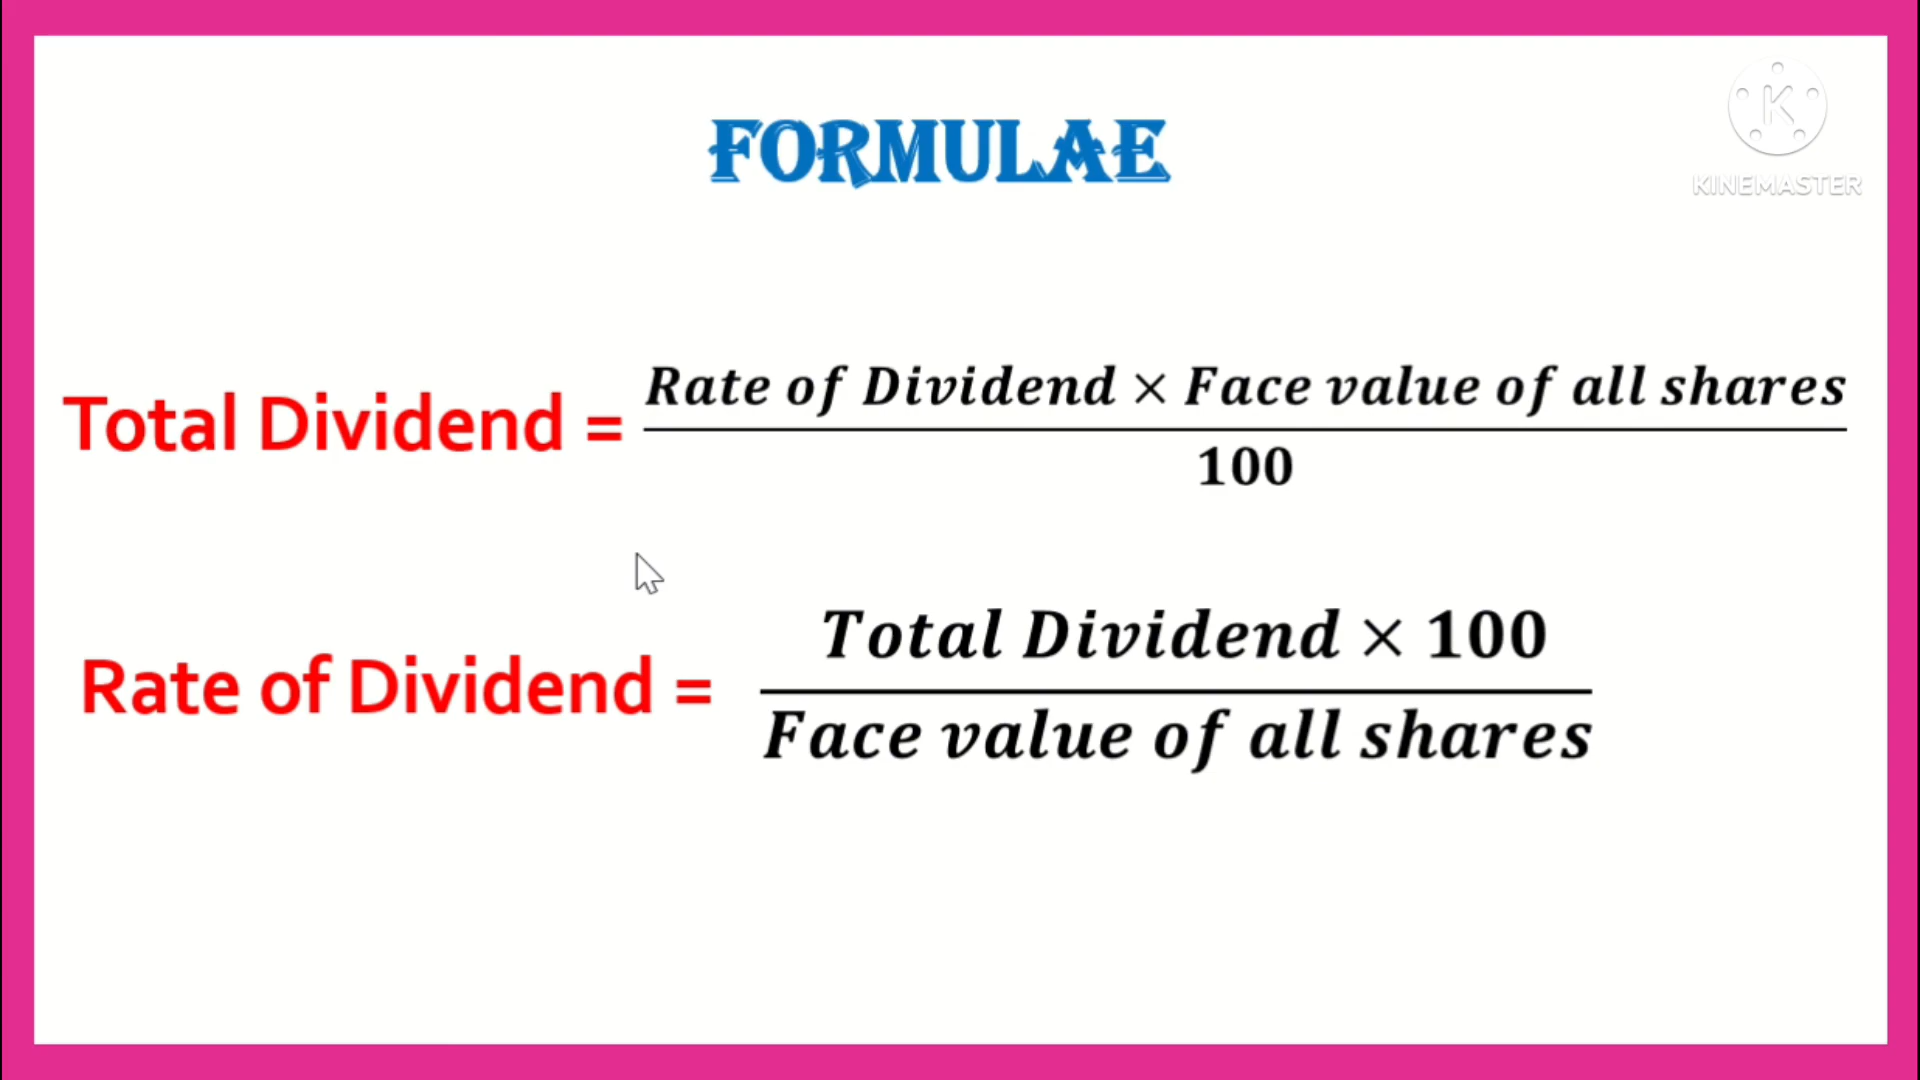 FORMULAE
K
KINEMASTER
Total Dividend = Rate of Dividend × Face value of all shares
100
Rate of Dividend = Total Dividend × 100
Face value of all shares